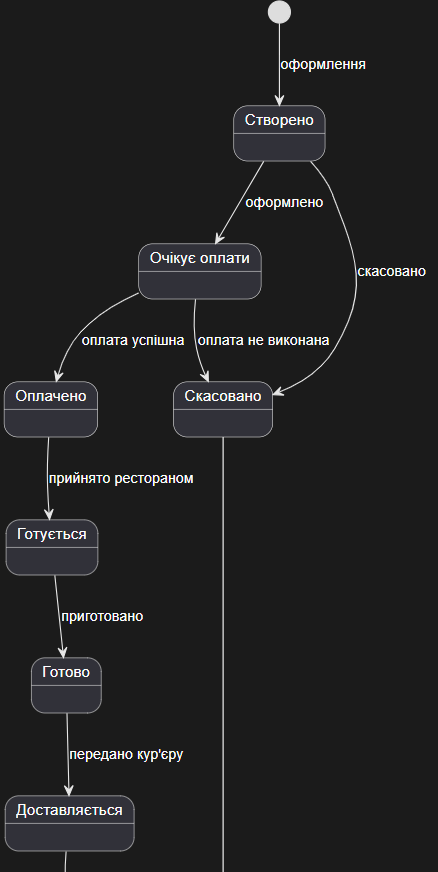 оформлення
Створено
оформлено
Очікує оплати
скасовано
оплата успішна
оплата не виконана
Оплачено
Скасовано
прийнято рестораном
Готується
приготовано
Готово
передано кур'єру
Доставляється